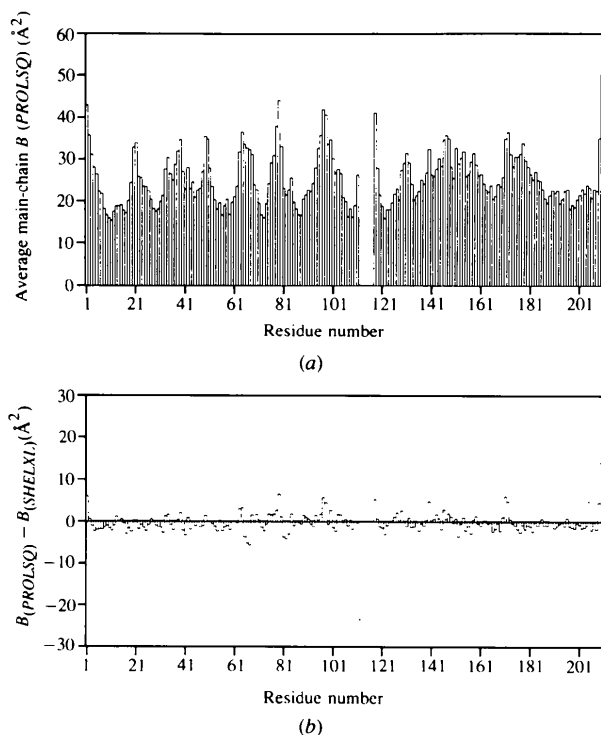 Average main-chain B (PROLSQ) (Å²)
60
50
40
30
20
10
0
1 21 41 61 81 101 121 141 161 181 201
Residue number
(a)
B(PROLSQ) − B(SHELXL)(Å²)
30
20
10
0
−10
−20
−30
1 21 41 61 81 101 121 141 161 181 201
Residue number
(b)